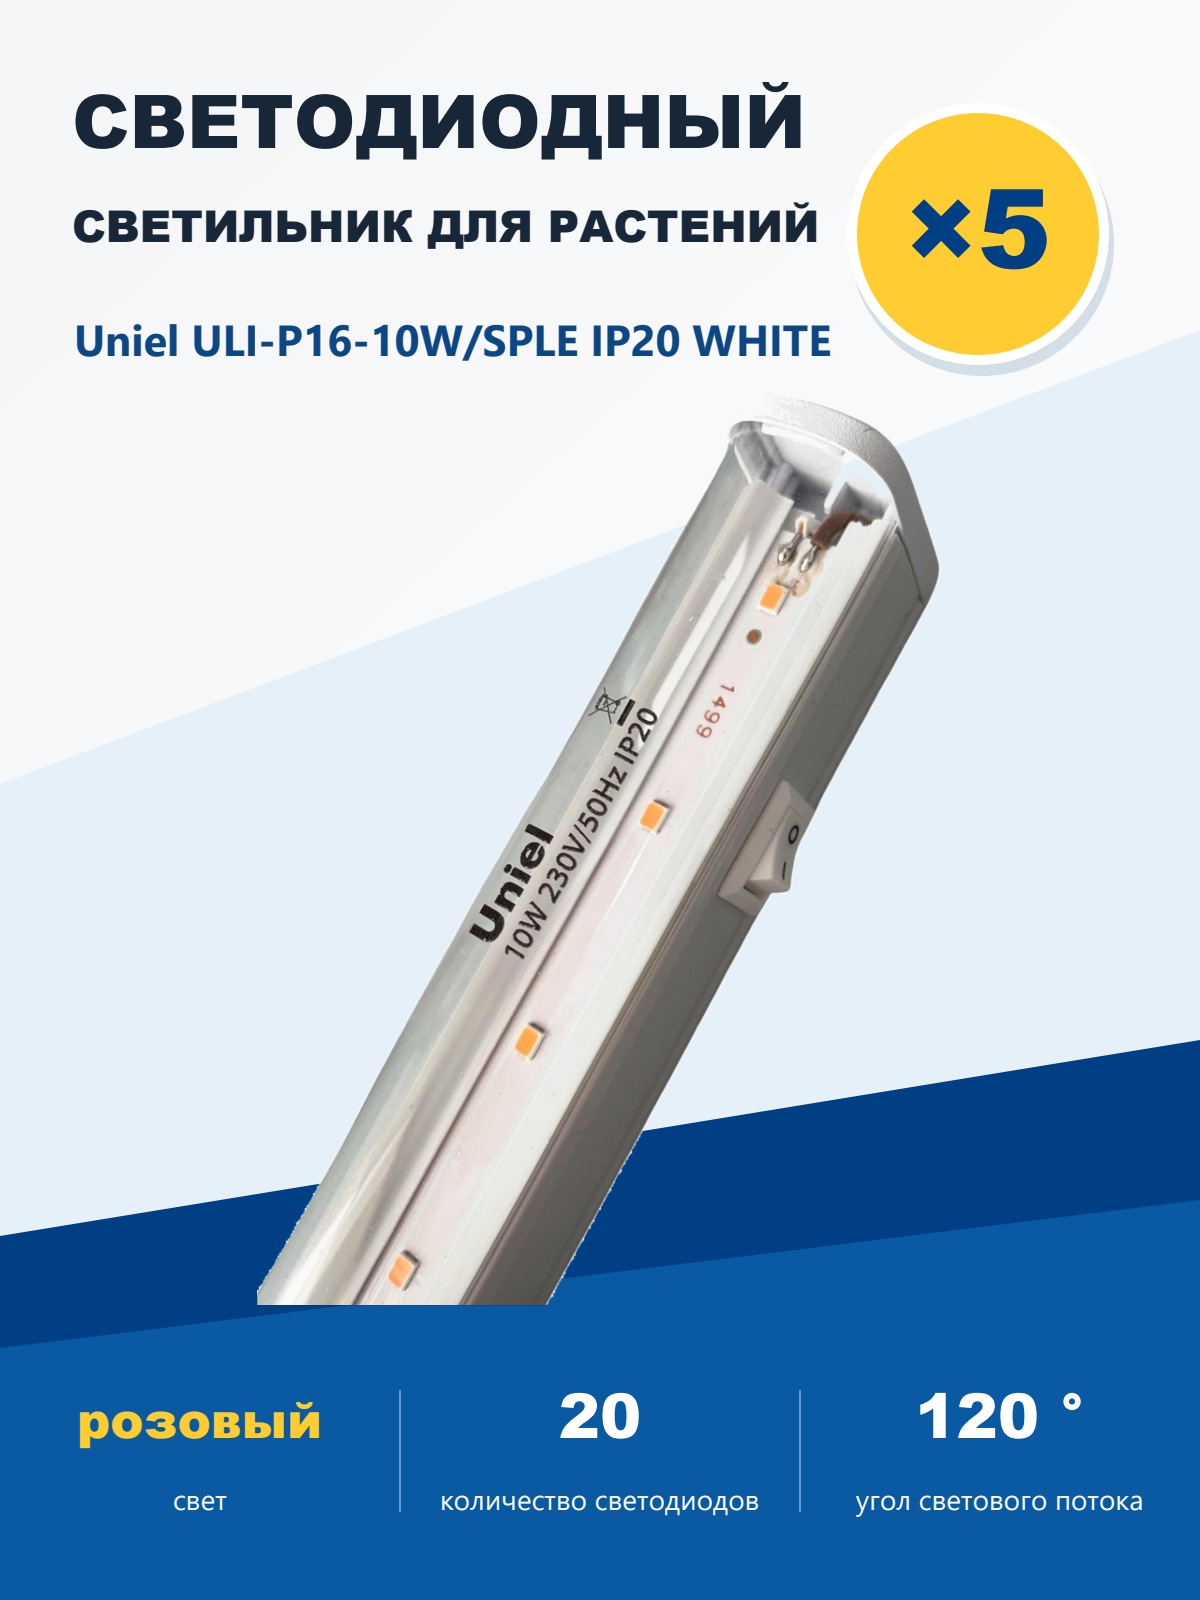 СВЕТОДИОДНЫЙ
СВЕТИЛЬНИК ДЛЯ РАСТЕНИЙ
×5
Uniel ULI-P16-10W/SPLE IP20 WHITE
1499
Uniel
10W 230V/50Hz IP20
O
I
розовый
свет
20
количество светодиодов
120 °
угол светового потока